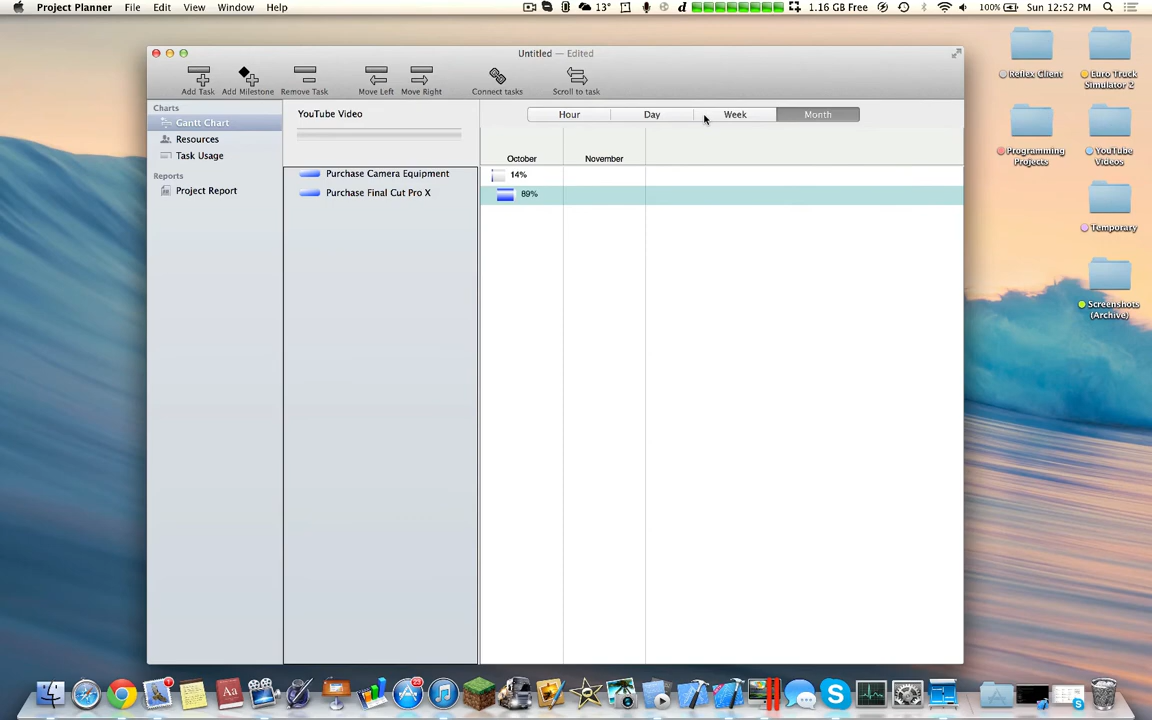 Project Planner File Edit View Window Help
13° d 1.16 GB Free 100% Sun 12:52 PM
Untitled — Edited
Add Task Add Milestone Remove Task Move Left Move Right Connect tasks Scroll to task
Charts
Gantt Chart
Resources
Task Usage
Reports
Project Report
YouTube Video
Purchase Camera Equipment
Purchase Final Cut Pro X
Hour Day Week Month
October November
14%
89%
Reflex Client
Euro Truck
Simulator 2
Programming
Projects
YouTube
Videos
Temporary
Screenshots
(Archive)
Aa